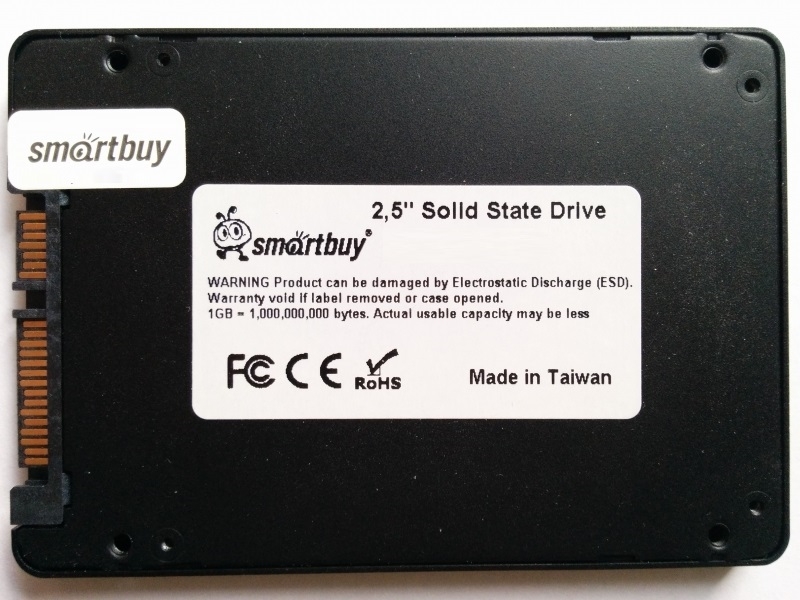 smartbuy
2,5" Solid State Drive
smartbuy®
WARNING Product can be damaged by Electrostatic Discharge (ESD).
Warranty void if label removed or case opened.
1GB = 1,000,000,000 bytes. Actual usable capacity may be less
FC CE RoHS
Made in Taiwan